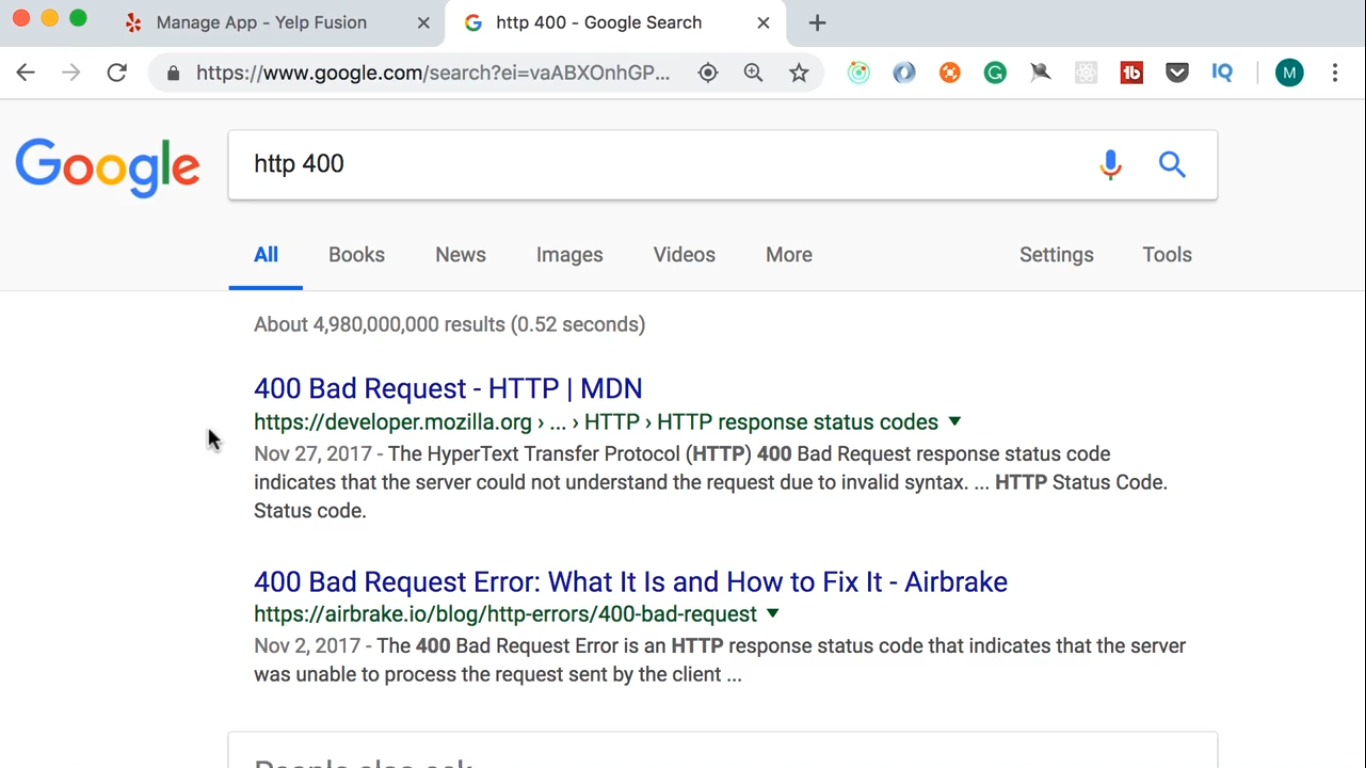 Manage App - Yelp Fusion
http 400 - Google Search
https://www.google.com/search?ei=vaABXOnhGP...
1b
IQ
M
Google
http 400
All Books News Images Videos More Settings Tools
About 4,980,000,000 results (0.52 seconds)
400 Bad Request - HTTP | MDN
https://developer.mozilla.org › ... › HTTP › HTTP response status codes
Nov 27, 2017 - The HyperText Transfer Protocol (HTTP) 400 Bad Request response status code
indicates that the server could not understand the request due to invalid syntax. ... HTTP Status Code.
Status code.
400 Bad Request Error: What It Is and How to Fix It - Airbrake
https://airbrake.io/blog/http-errors/400-bad-request
Nov 2, 2017 - The 400 Bad Request Error is an HTTP response status code that indicates that the server
was unable to process the request sent by the client ...
People also ask